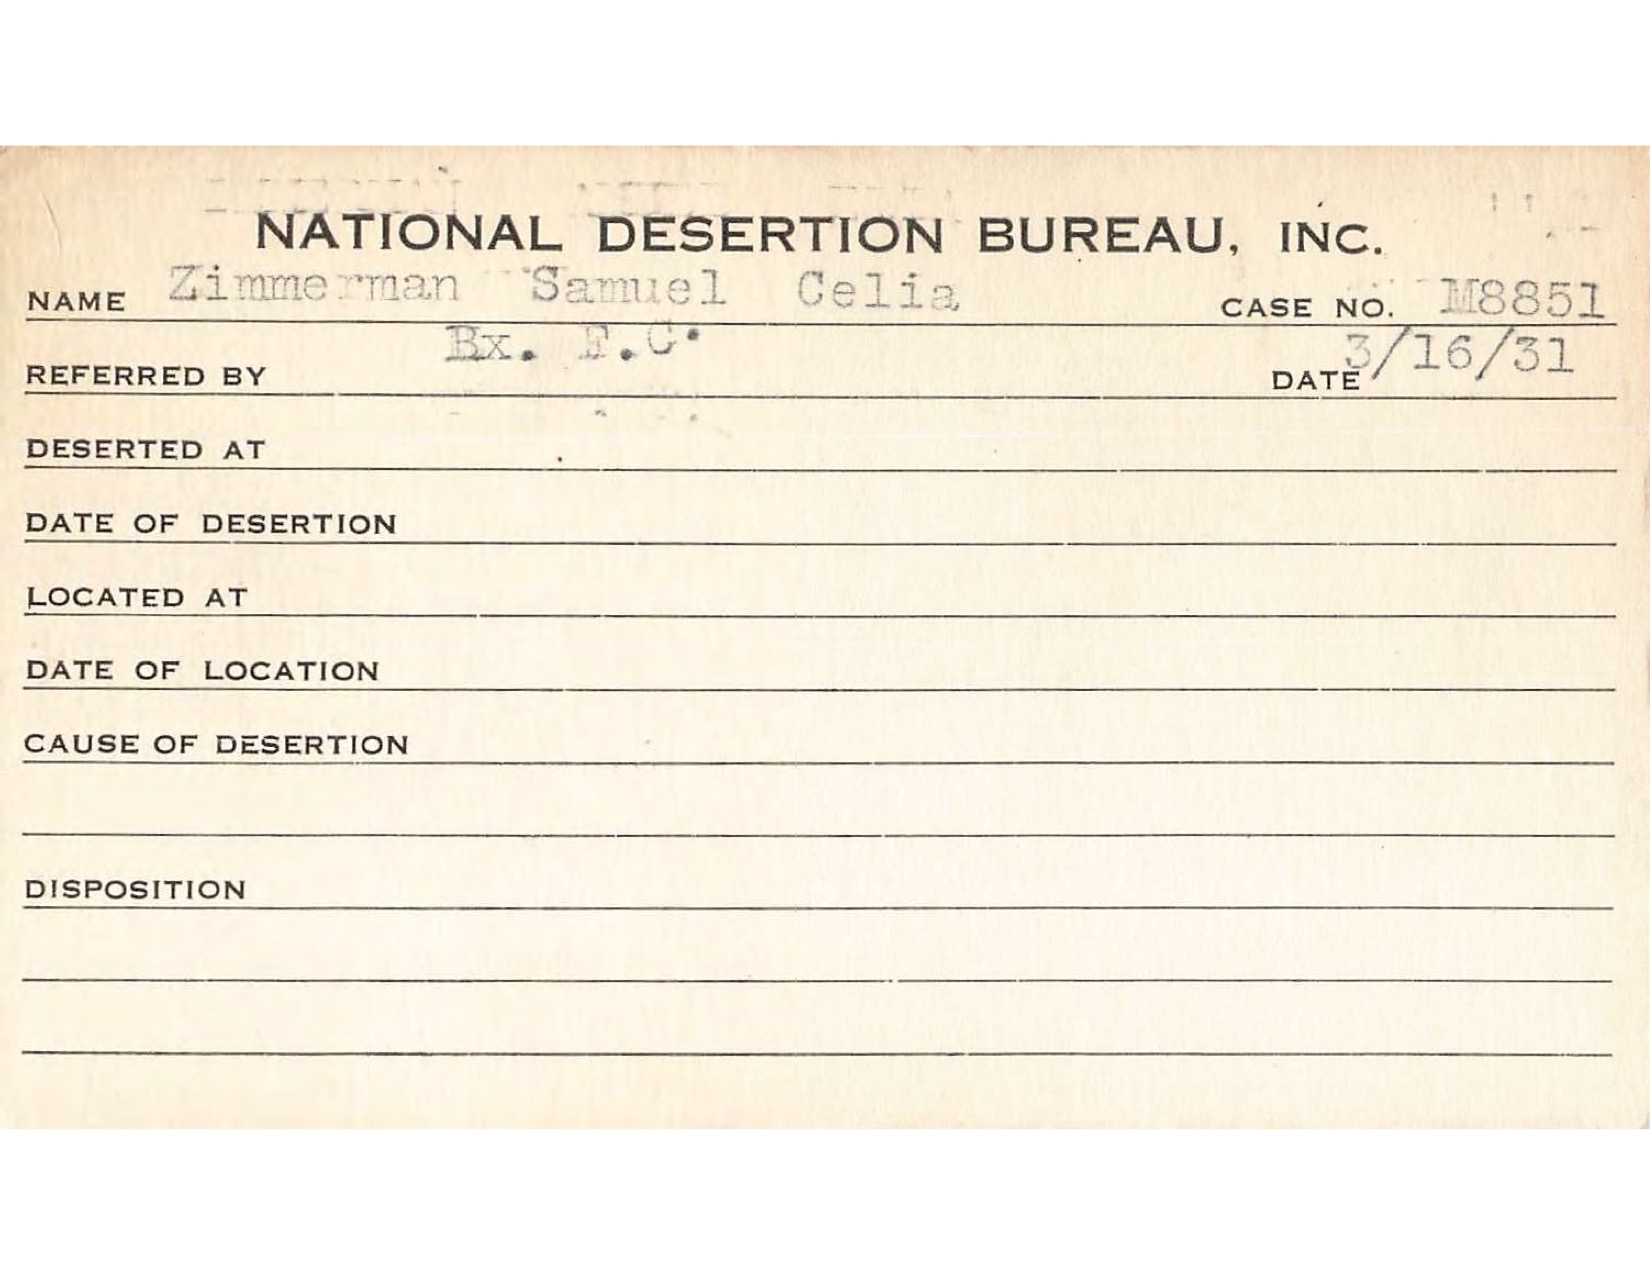 NATIONAL DESERTION BUREAU, INC.
NAME Zimmerman Samuel Celia CASE NO. M8851
REFERRED BY Bx. F.C. DATE 3/16/31
DESERTED AT
DATE OF DESERTION
LOCATED AT
DATE OF LOCATION
CAUSE OF DESERTION
DISPOSITION